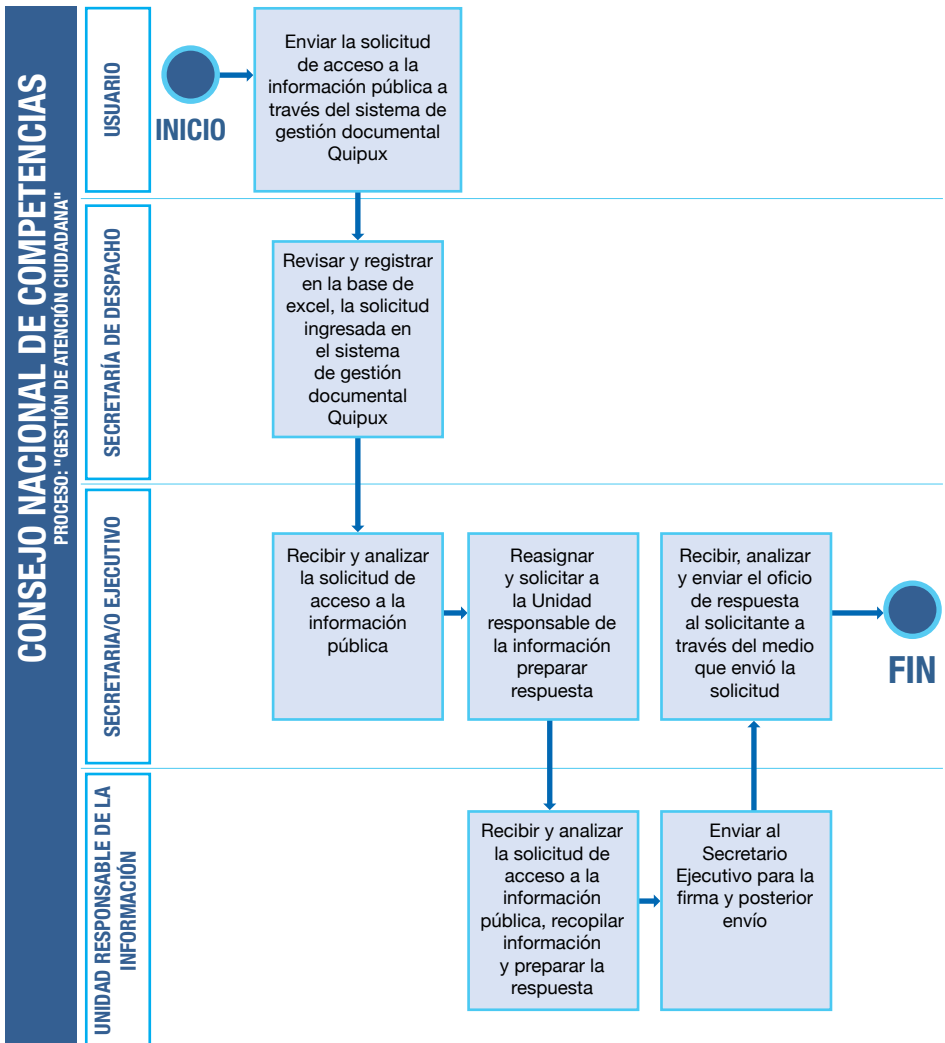 CONSEJO NACIONAL DE COMPETENCIAS
PROCESO: "GESTIÓN DE ATENCIÓN CIUDADANA"
USUARIO
INICIO
Enviar la solicitud
de acceso a la
información pública a
través del sistema de
gestión documental
Quipux
SECRETARÍA DE DESPACHO
Revisar y registrar
en la base de
excel, la solicitud
ingresada en
el sistema
de gestión
documental
Quipux
SECRETARIA/O EJECUTIVO
Recibir y analizar
la solicitud de
acceso a la
información
pública
Reasignar
y solicitar a
la Unidad
responsable de
la información
preparar
respuesta
Recibir, analizar
y enviar el oficio
de respuesta
al solicitante a
través del medio
que envió la
solicitud
FIN
UNIDAD RESPONSABLE DE LA
INFORMACIÓN
Recibir y analizar
la solicitud de
acceso a la
información
pública, recopilar
información
y preparar la
respuesta
Enviar al
Secretario
Ejecutivo para la
firma y posterior
envío